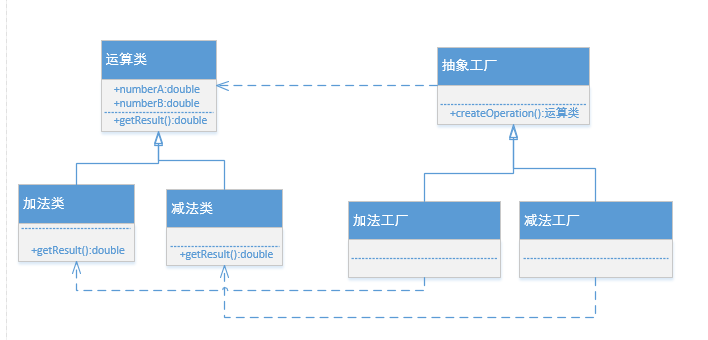 运算类
+numberA:double
+numberB:double
+getResult():double
抽象工厂
+createOperation():运算类
加法类
+getResult():double
减法类
+getResult():double
加法工厂
减法工厂